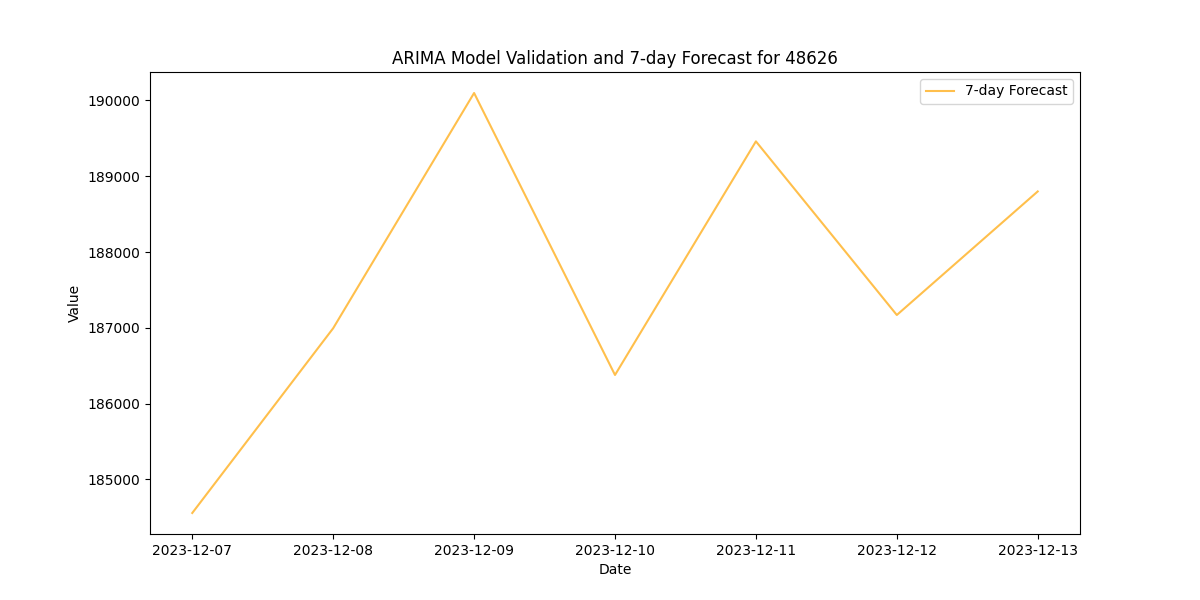 ARIMA Model Validation and 7-day Forecast for 48626
7-day Forecast
190000
189000
188000
187000
186000
185000
Value
2023-12-07 2023-12-08 2023-12-09 2023-12-10 2023-12-11 2023-12-12 2023-12-13
Date